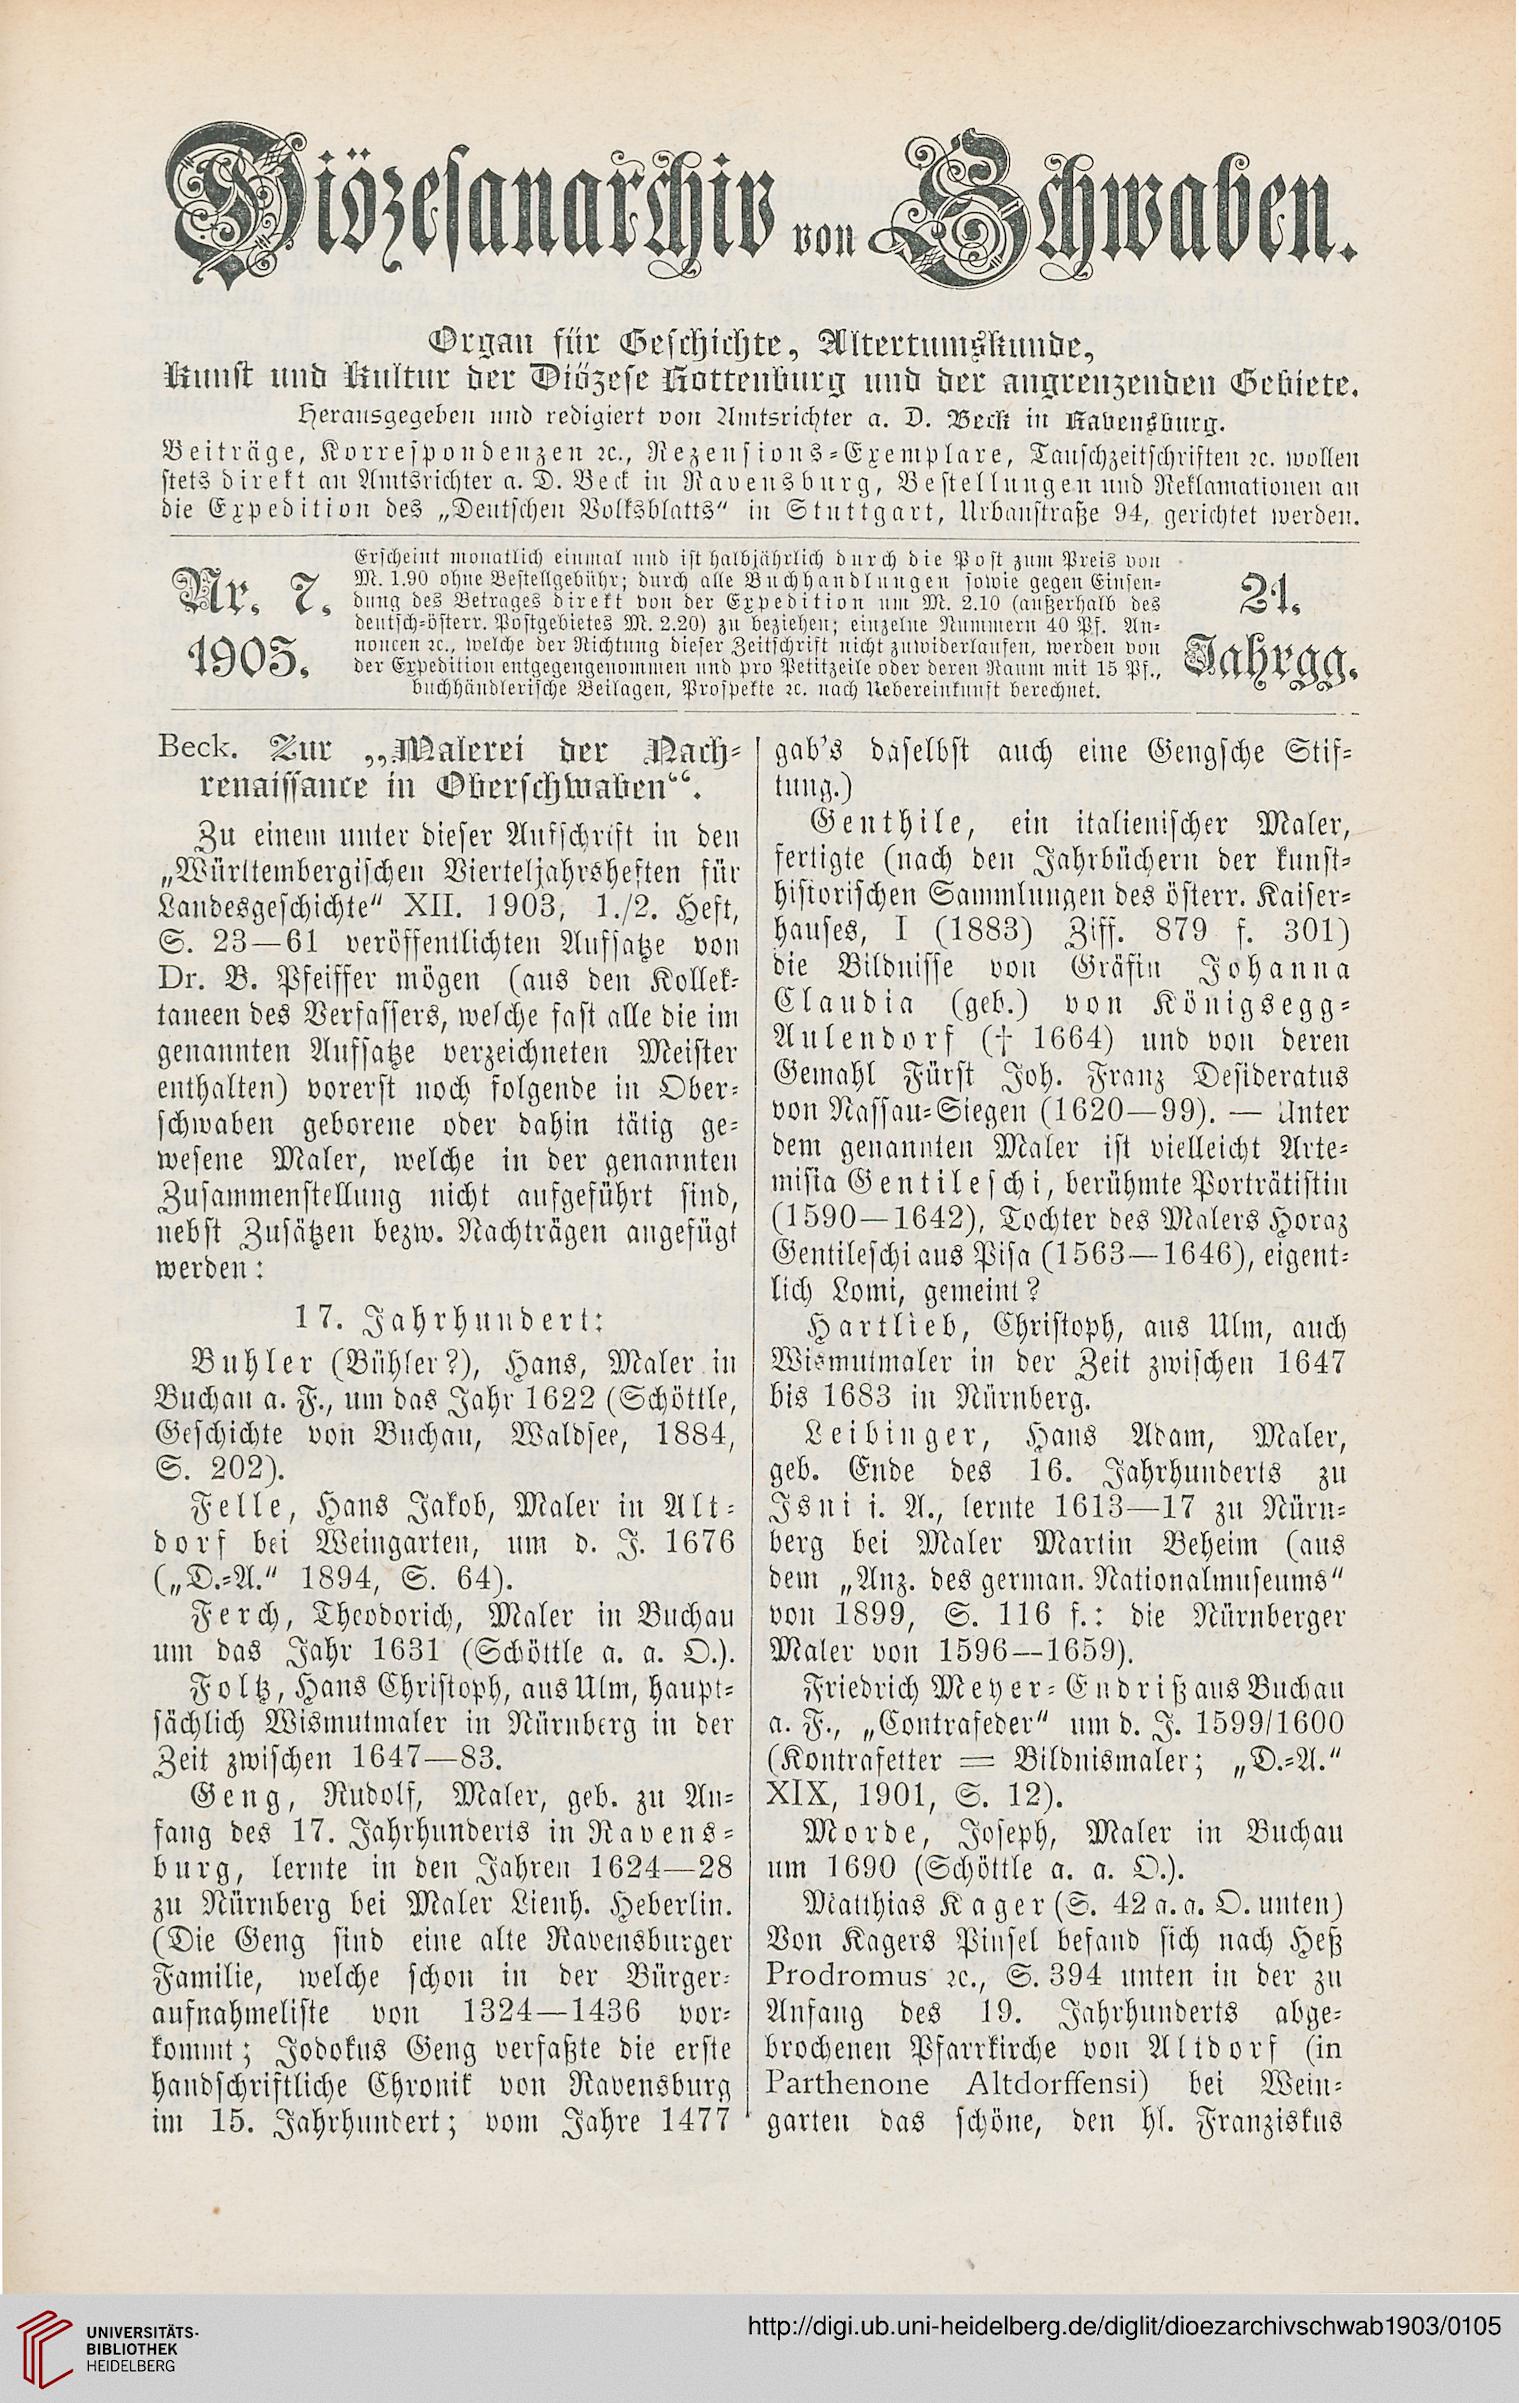 Diözesanarchiv von Schwaben.
Organ für Geschichte, Altertumskunde,
Kunst und Kultur der Diözese Rottenburg und der angrenzenden Gebiete.
Herausgegeben und redigiert von Amtsrichter a. D. Beck in Ravensburg.
Beiträge, Korrespondenzen ꝛc., Rezensions-Exemplare, Tauschzeitschriften ꝛc. wollen
stets direkt an Amtsrichter a. D. Beck in Ravensburg, Bestellungen und Reklamationen an
die Expedition des „Deutschen Volksblatts“ in Stuttgart, Urbanstraße 94, gerichtet werden.
Nr. 7.
1905.
Erscheint monatlich einmal und ist halbjährlich durch die Post zum Preis von
M. 1.90 ohne Bestellgebühr; durch alle Buchhandlungen sowie gegen Einsen-
dung des Betrages direkt von der Expedition um M. 2.10 (außerhalb des
deutsch-österr. Postgebietes M. 2.20) zu beziehen; einzelne Nummern 40 Pf. An-
noncen ꝛc., welche der Richtung dieser Zeitschrift nicht zuwiderlaufen, werden von
der Expedition entgegengenommen und pro Petitzeile oder deren Raum mit 15 Pf.,
buchhändlerische Beilagen, Prospekte ꝛc. nach Uebereinkunft berechnet.
21.
Jahrgg.
Beck. Zur „Malerei der Nach-
renaissance in Oberschwaben“.
Zu einem unter dieser Aufschrift in den
„Württembergischen Vierteljahrsheften für
Landesgeschichte“ XII. 1903, 1./2. Heft,
S. 23—61 veröffentlichten Aufsatze von
Dr. B. Pfeiffer mögen (aus den Kollek-
taneen des Verfassers, welche fast alle die im
genannten Aufsatze verzeichneten Meister
enthalten) vorerst noch folgende in Ober-
schwaben geborene oder dahin tätig ge-
wesene Maler, welche in der genannten
Zusammenstellung nicht aufgeführt sind,
nebst Zusätzen bezw. Nachträgen angefügt
werden:
17. Jahrhundert:
Buhler (Bühler?), Hans, Maler in
Buchau a. F., um das Jahr 1622 (Schöttle,
Geschichte von Buchau, Waldsee, 1884,
S. 202).
Felle, Hans Jakob, Maler in Alt-
dorf bei Weingarten, um d. J. 1676
(„D.-A.“ 1894, S. 64).
Ferch, Theodorich, Maler in Buchau
um das Jahr 1631 (Schöttle a. a. O.).
Foltz, Hans Christoph, aus Ulm, haupt-
sächlich Wismutmaler in Nürnberg in der
Zeit zwischen 1647—83.
Geng, Rudolf, Maler, geb. zu An-
fang des 17. Jahrhunderts in Ravens-
burg, lernte in den Jahren 1624—28
zu Nürnberg bei Maler Lienh. Heberlin.
(Die Geng sind eine alte Ravensburger
Familie, welche schon in der Bürger-
aufnahmeliste von 1324—1436 vor-
kommt; Jodokus Geng verfaßte die erste
handschriftliche Chronik von Ravensburg
im 15. Jahrhundert; vom Jahre 1477
gab's daselbst auch eine Gengsche Stif-
tung.)
Genthile, ein italienischer Maler,
fertigte (nach den Jahrbüchern der kunst-
historischen Sammlungen des österr. Kaiser-
hauses, I (1883) Ziff. 879 f. 301)
die Bildnisse von Gräfin Johanna
Claudia (geb.) von Königsegg-
Aulendorf († 1664) und von deren
Gemahl Fürst Joh. Franz Desideratus
von Nassau-Siegen (1620—99). — Unter
dem genannten Maler ist vielleicht Arte-
misia Gentileschi, berühmte Porträtistin
(1590—1642), Tochter des Malers Horaz
Gentileschi aus Pisa (1563—1646), eigent-
lich Lomi, gemeint?
Hartlieb, Christoph, aus Ulm, auch
Wismutmaler in der Zeit zwischen 1647
bis 1683 in Nürnberg.
Leibinger, Hans Adam, Maler,
geb. Ende des 16. Jahrhunderts zu
Isni i. A., lernte 1613—17 zu Nürn-
berg bei Maler Martin Beheim (aus
dem „Anz. des german. Nationalmuseums“
von 1899, S. 116 f.: die Nürnberger
Maler von 1596—1659).
Friedrich Meyer-Endriß aus Buchau
a. F., „Contrafeder“ um d. J. 1599/1600
(Kontrafetter = Bildnismaler; „D.-A.“
XIX, 1901, S. 12).
Morde, Joseph, Maler in Buchau
um 1690 (Schöttle a. a. O.).
Matthias Kager (S. 42 a. a. O. unten)
Von Kagers Pinsel befand sich nach Heß
Prodromus ꝛc., S. 394 unten in der zu
Anfang des 19. Jahrhunderts abge-
brochenen Pfarrkirche von Altdorf (in
Parthenone Altdorffensi) bei Wein-
garten das schöne, den hl. Franziskus
UNIVERSITÄTS-
BIBLIOTHEK
HEIDELBERG
http://digi.ub.uni-heidelberg.de/diglit/dioezarchivschwab1903/0105